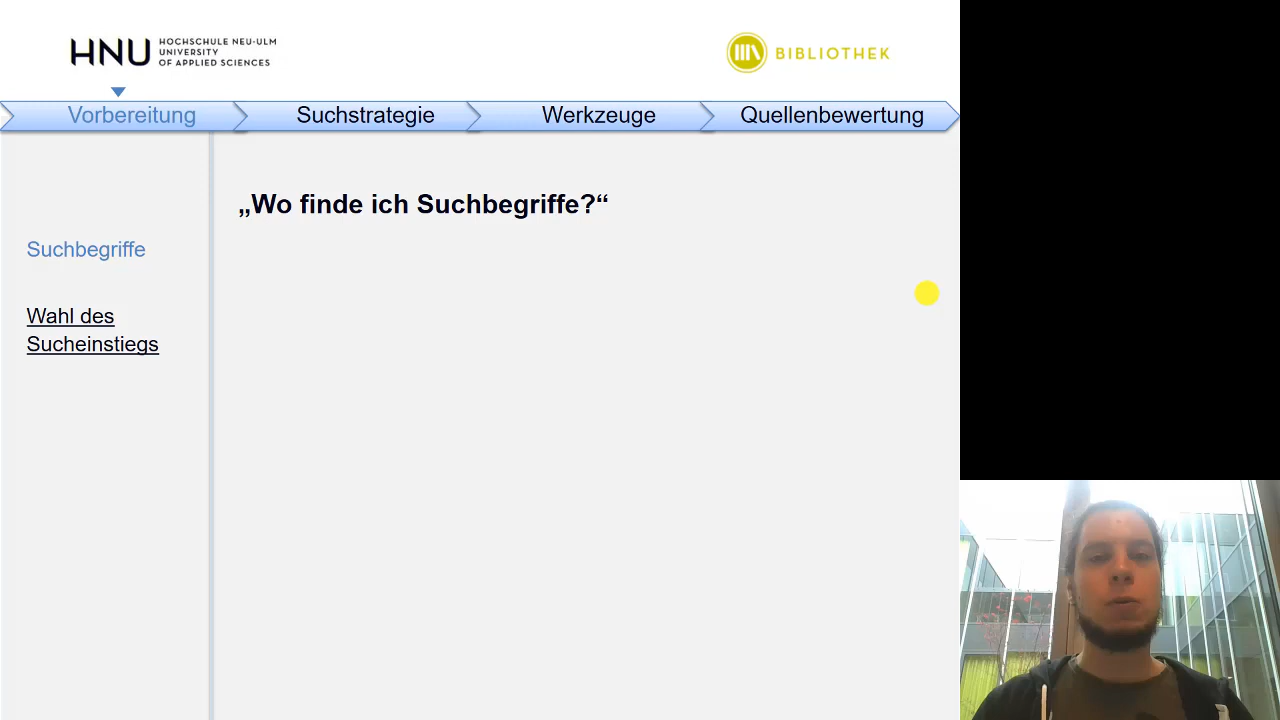 HNU
HOCHSCHULE NEU-ULM
UNIVERSITY
OF APPLIED SCIENCES
BIBLIOTHEK
Vorbereitung
Suchstrategie
Werkzeuge
Quellenbewertung
„Wo finde ich Suchbegriffe?“
Suchbegriffe
Wahl des
Sucheinstiegs